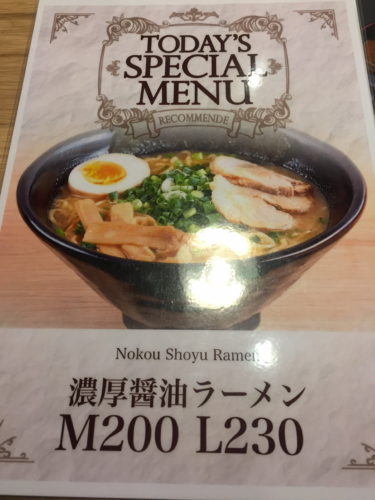 TODAY'S
SPECIAL
MENU
RECOMMENDE
Nokou Shoyu Ramen
濃厚醤油ラーメン
M200 L230